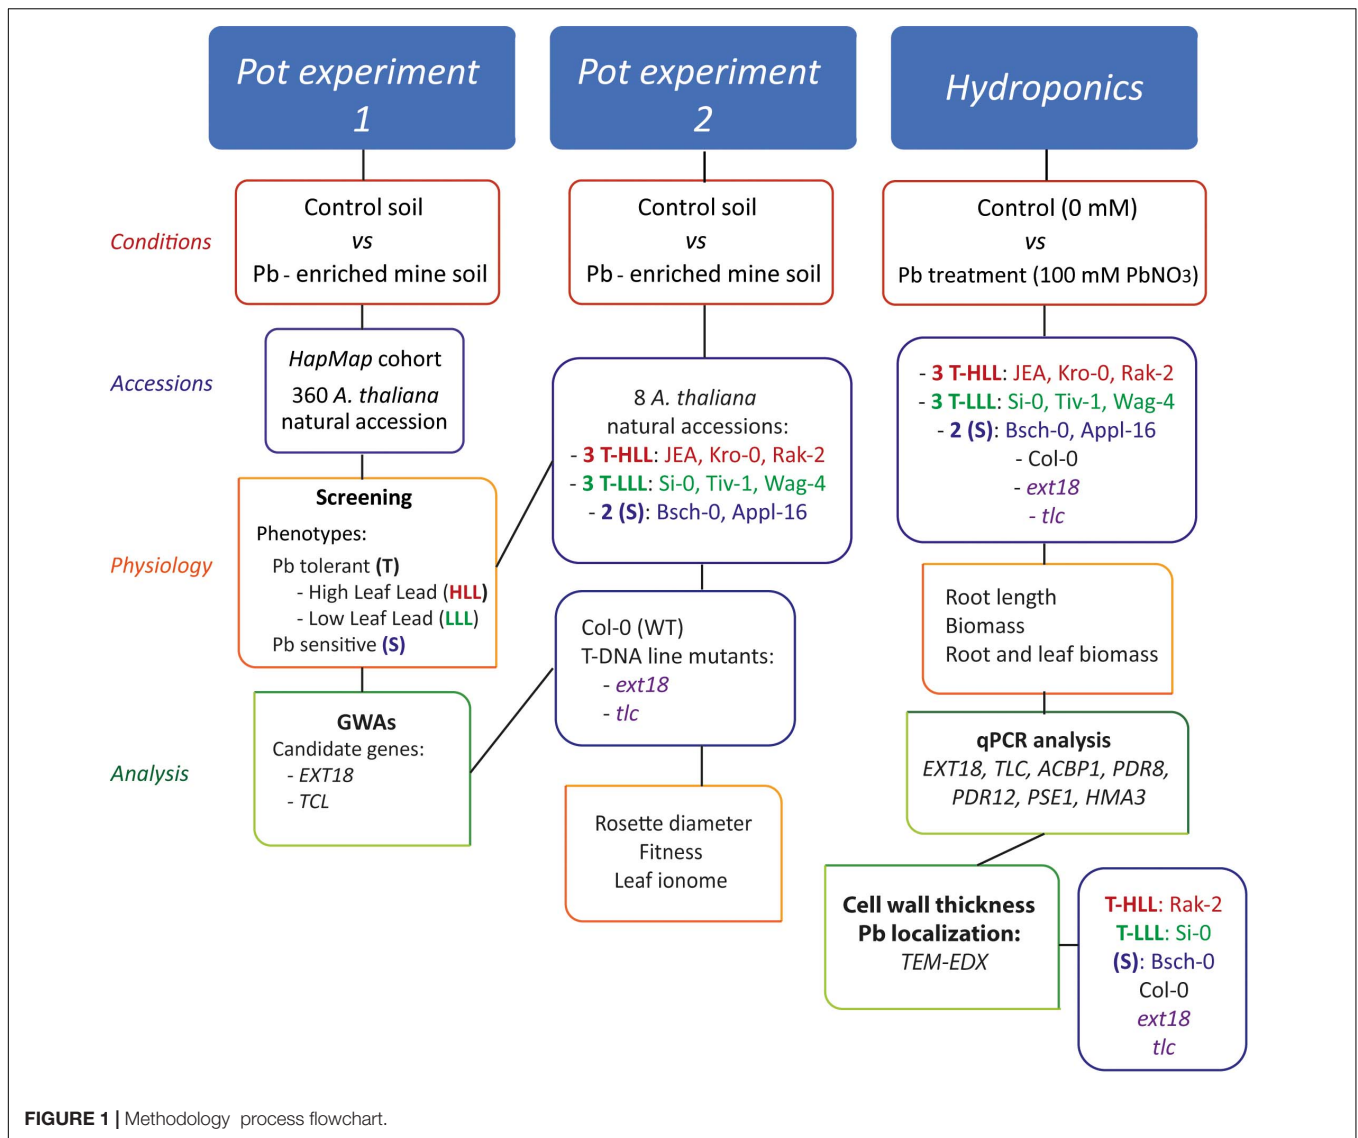 Pot experiment
1
Pot experiment
2
Hydroponics
Conditions
Control soil
vs
Pb - enriched mine soil
Control soil
vs
Pb - enriched mine soil
Control (0 mM)
vs
Pb treatment (100 mM PbNO3)
Accessions
HapMap cohort
360 A. thaliana
natural accession
8 A. thaliana
natural accessions:
- 3 T-HLL: JEA, Kro-0, Rak-2
- 3 T-LLL: Si-0, Tiv-1, Wag-4
- 2 (S): Bsch-0, Appl-16
- 3 T-HLL: JEA, Kro-0, Rak-2
- 3 T-LLL: Si-0, Tiv-1, Wag-4
- 2 (S): Bsch-0, Appl-16
- Col-0
- ext18
- tlc
Physiology
Screening
Phenotypes:
Pb tolerant (T)
- High Leaf Lead (HLL)
- Low Leaf Lead (LLL)
Pb sensitive (S)
Col-0 (WT)
T-DNA line mutants:
- ext18
- tlc
Root length
Biomass
Root and leaf biomass
Analysis
GWAs
Candidate genes:
- EXT18
- TCL
Rosette diameter
Fitness
Leaf ionome
qPCR analysis
EXT18, TLC, ACBP1, PDR8,
PDR12, PSE1, HMA3
Cell wall thickness
Pb localization:
TEM-EDX
T-HLL: Rak-2
T-LLL: Si-0
(S): Bsch-0
Col-0
ext18
tlc
FIGURE 1 | Methodology process flowchart.